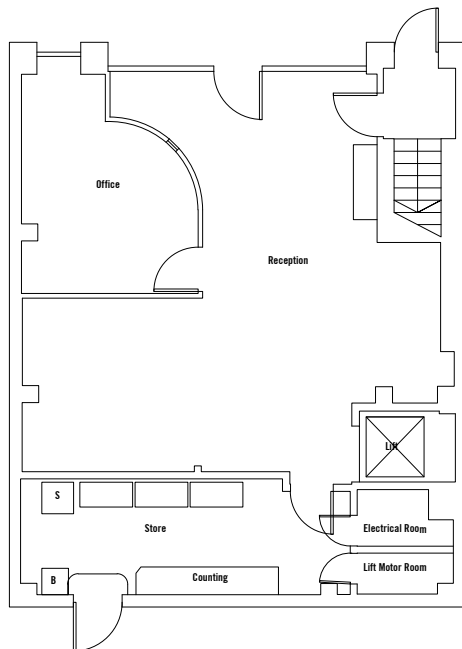 Office
Reception
Lift
S
Store
Electrical Room
B
Counting
Lift Motor Room